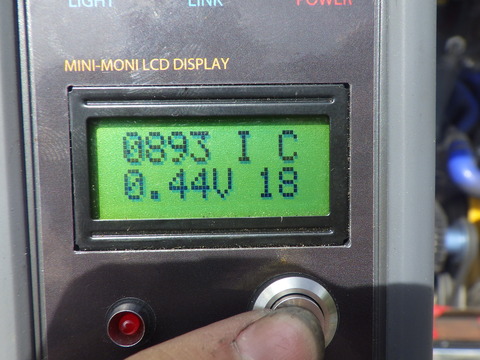 LIGHT LINK POWER
MINI-MONI LCD DISPLAY
0893 I C
0.44V 18